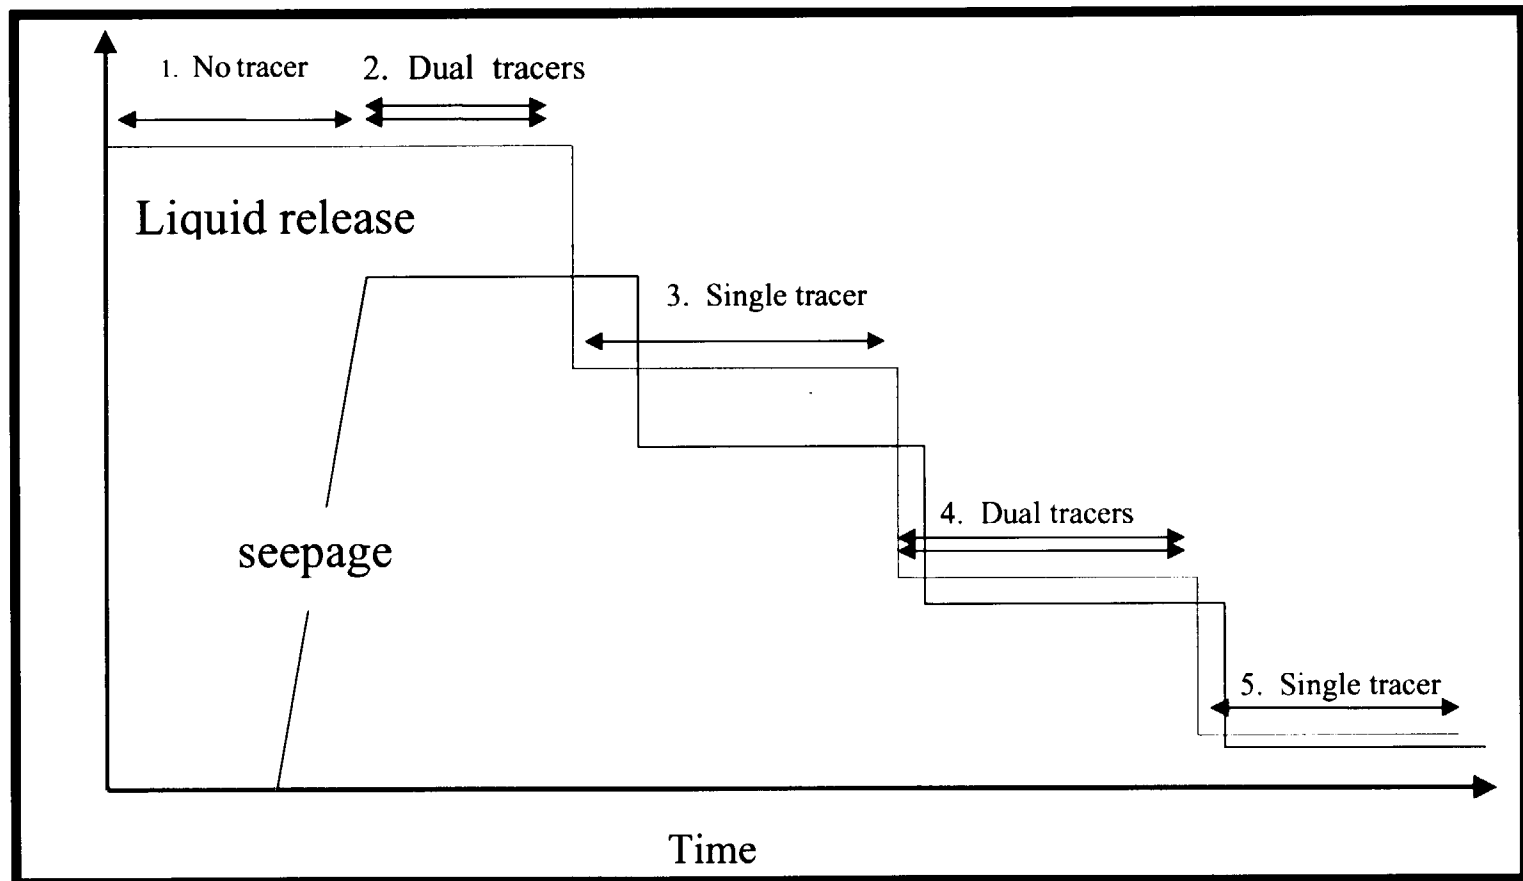 1. No tracer
2. Dual tracers
Liquid release
3. Single tracer
4. Dual tracers
seepage
5. Single tracer
Time